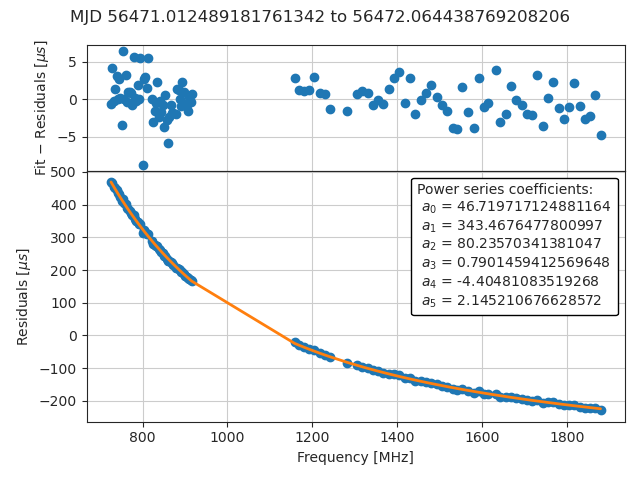 MJD 56471.012489181761342 to 56472.064438769208206
Fit − Residuals [μs]
5
0
−5
Residuals [μs]
500
400
300
200
100
0
−100
−200
Power series coefficients:
a₀ = 46.719717124881164
a₁ = 343.4676477800997
a₂ = 80.23570341381047
a₃ = 0.7901459412569648
a₄ = -4.40481083519268
a₅ = 2.145210676628572
800 1000 1200 1400 1600 1800
Frequency [MHz]